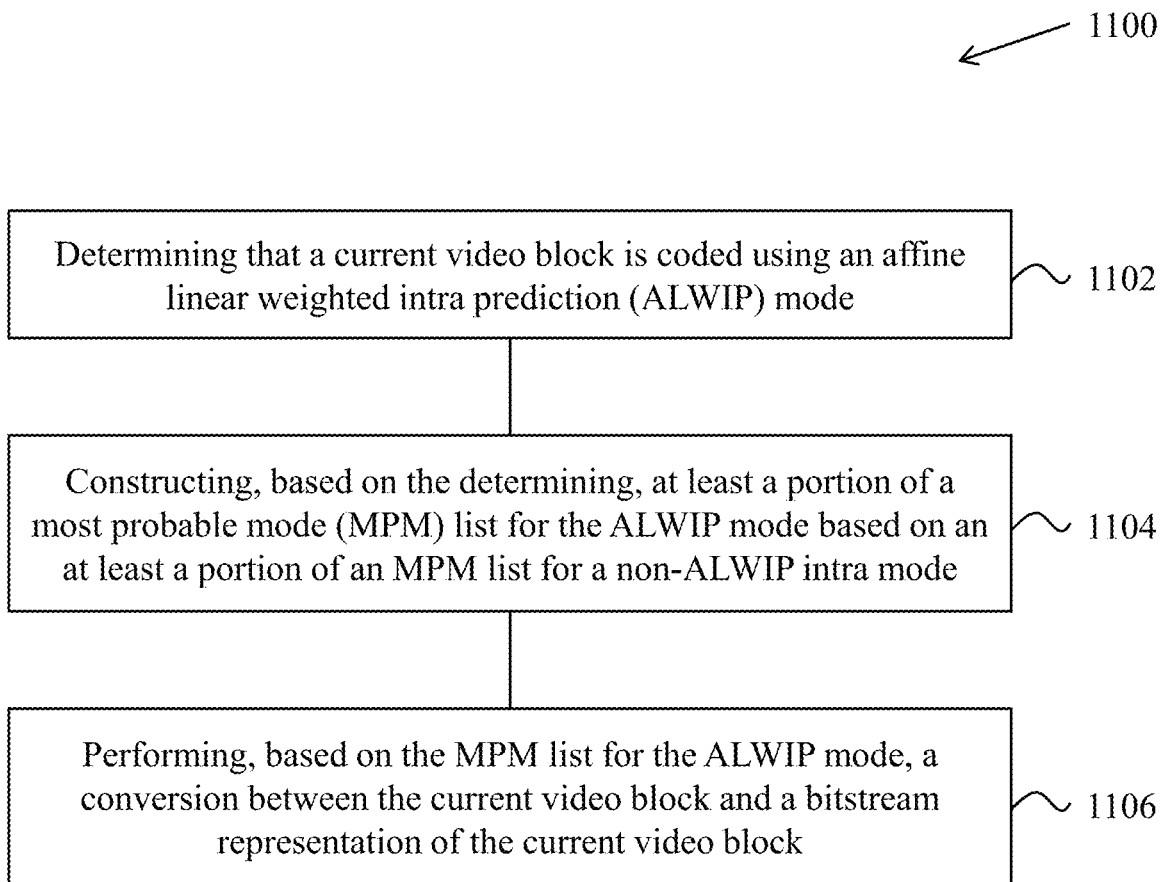 1100
Determining that a current video block is coded using an affine
linear weighted intra prediction (ALWIP) mode
1102
Constructing, based on the determining, at least a portion of a
most probable mode (MPM) list for the ALWIP mode based on an
at least a portion of an MPM list for a non-ALWIP intra mode
1104
Performing, based on the MPM list for the ALWIP mode, a
conversion between the current video block and a bitstream
representation of the current video block
1106